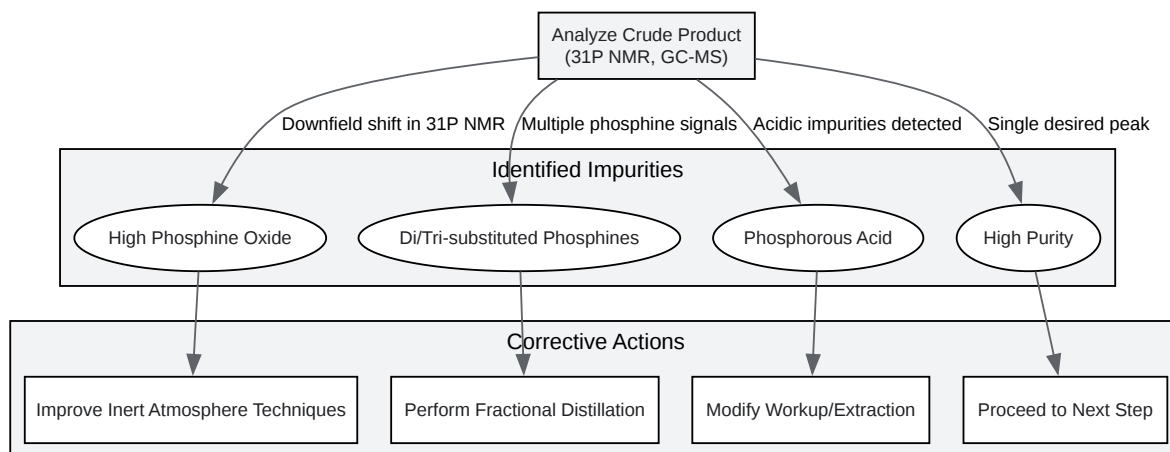 Analyze Crude Product
(31P NMR, GC-MS)
Downfield shift in 31P NMR
Multiple phosphine signals
Acidic impurities detected
Single desired peak
Identified Impurities
High Phosphine Oxide
Di/Tri-substituted Phosphines
Phosphorous Acid
High Purity
Corrective Actions
Improve Inert Atmosphere Techniques
Perform Fractional Distillation
Modify Workup/Extraction
Proceed to Next Step